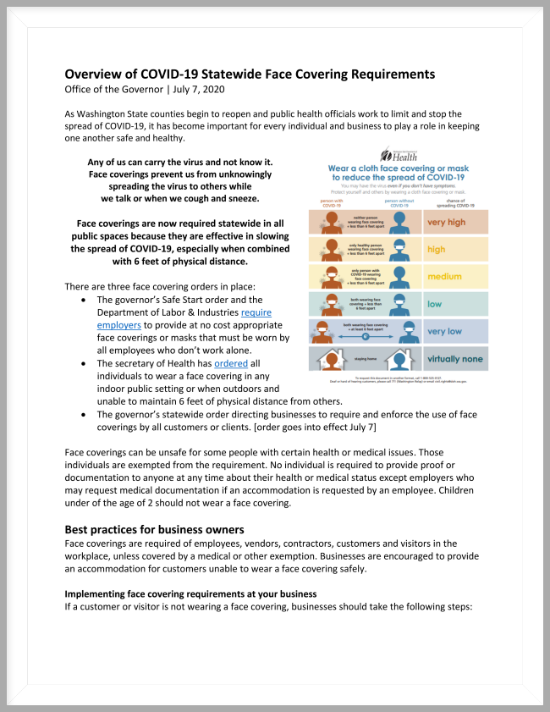 Overview of COVID-19 Statewide Face Covering Requirements
Office of the Governor | July 7, 2020
As Washington State counties begin to reopen and public health officials work to limit and stop the
spread of COVID-19, it has become important for every individual and business to play a role in keeping
one another safe and healthy.
Any of us can carry the virus and not know it.
Face coverings prevent us from unknowingly
spreading the virus to others while
we talk or when we cough and sneeze.
Face coverings are now required statewide in all
public spaces because they are effective in slowing
the spread of COVID-19, especially when combined
with 6 feet of physical distance.
Health
Wear a cloth face covering or mask
to reduce the spread of COVID-19
You may have the virus even if you don't have symptoms.
Protect yourself and others by wearing a cloth face covering.
person with
COVID-19
person without
COVID-19
chance of
spreading COVID-19
neither person
wearing face covering
+ less than 6 feet apart
very high
only healthy person
wearing face covering
+ less than 6 feet apart
high
only person with
COVID-19 wearing
face covering
+ less than 6 feet apart
medium
both wearing face
covering
+ less than 6 feet apart
low
both wearing face covering
+ at least 6 feet apart
very low
staying home
virtually none
There are three face covering orders in place:
• The governor's Safe Start order and the
Department of Labor & Industries require
employers to provide at no cost appropriate
face coverings or masks that must be worn by
all employees who don't work alone.
• The secretary of Health has ordered all
individuals to wear a face covering in any
indoor public setting or when outdoors and
unable to maintain 6 feet of physical distance from others.
• The governor's statewide order directing businesses to require and enforce the use of face
coverings by all customers or clients. [order goes into effect July 7]
Face coverings can be unsafe for some people with certain health or medical issues. Those
individuals are exempted from the requirement. No individual is required to provide proof or
documentation to anyone at any time about their health or medical status except employers who
may request medical documentation if an accommodation is requested by an employee. Children
under of the age of 2 should not wear a face covering.
Best practices for business owners
Face coverings are required of employees, vendors, contractors, customers and visitors in the
workplace, unless covered by a medical or other exemption. Businesses are encouraged to provide
an accommodation for customers unable to wear a face covering safely.
Implementing face covering requirements at your business
If a customer or visitor is not wearing a face covering, businesses should take the following steps: